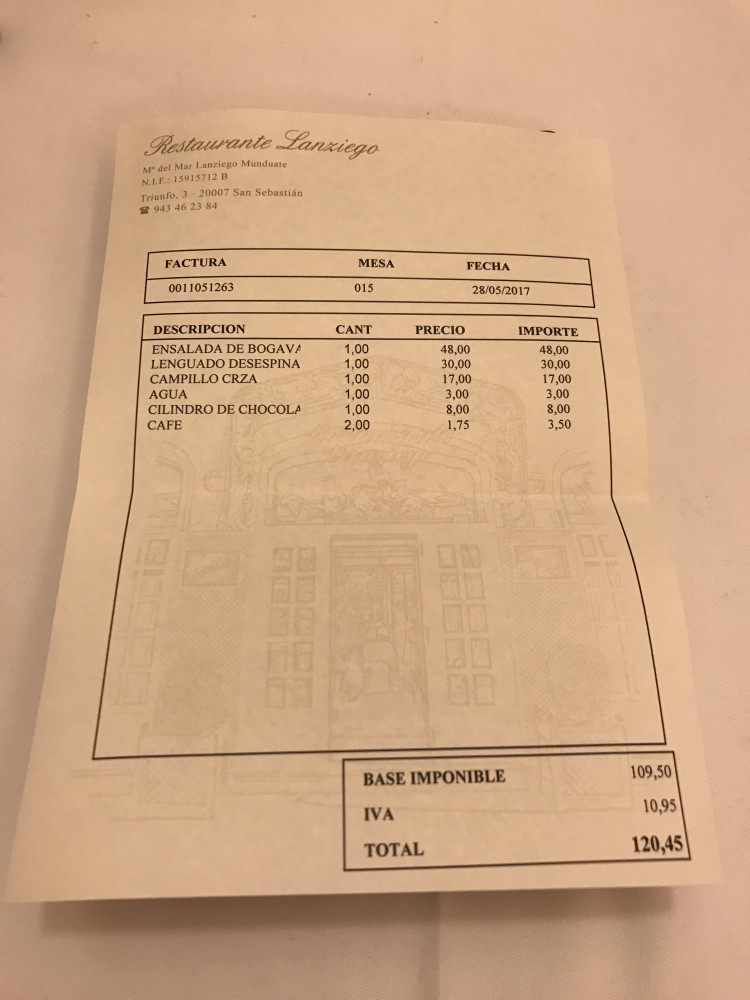 Restaurante Lanziego
Mª del Mar Lanziego Munduate
N.I.F.: 15915712 B
Triunfo, 3 - 20007 San Sebastián
☎ 943 46 23 84
FACTURA MESA FECHA
0011051263 015 28/05/2017
DESCRIPCION CANT PRECIO IMPORTE
ENSALADA DE BOGAVA 1,00 48,00 48,00
LENGUADO DESESPINA 1,00 30,00 30,00
CAMPILLO CRZA 1,00 17,00 17,00
AGUA 1,00 3,00 3,00
CILINDRO DE CHOCOLA 1,00 8,00 8,00
CAFE 2,00 1,75 3,50
BASE IMPONIBLE 109,50
IVA 10,95
TOTAL 120,45